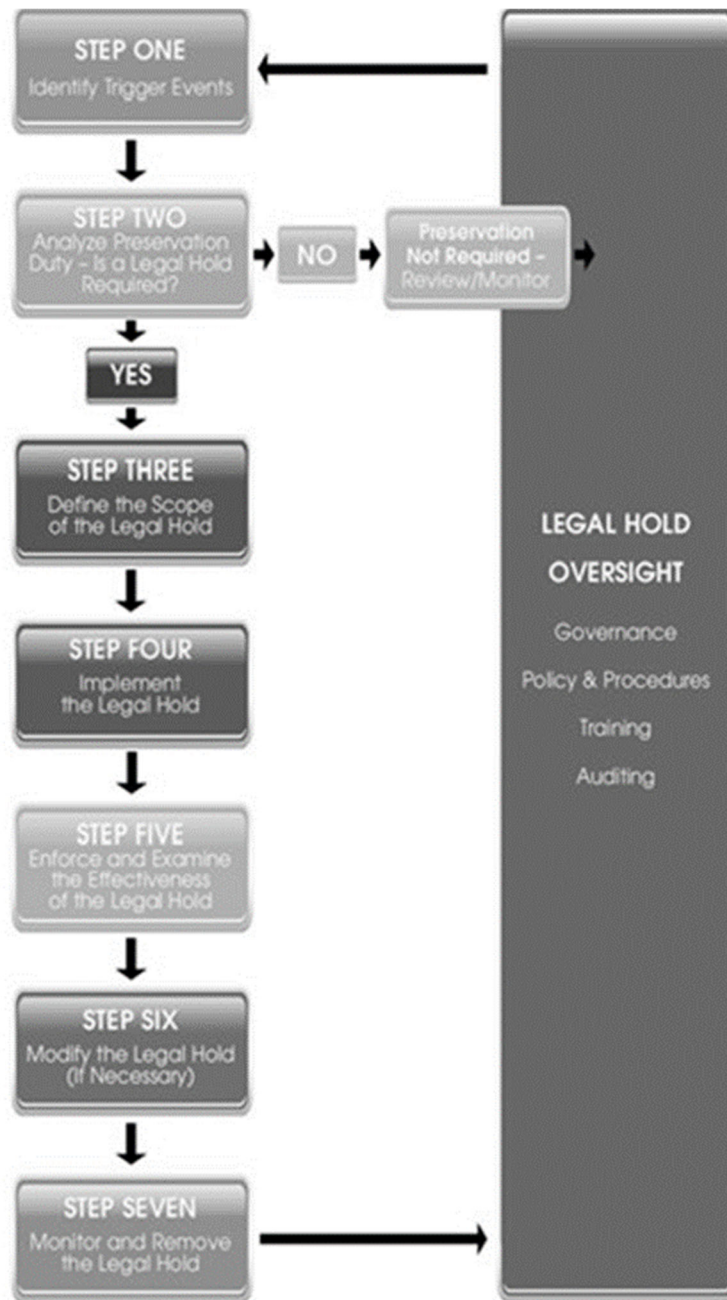 STEP ONE
Identify Trigger Events
STEP TWO
Analyze Preservation
Duty – Is a Legal Hold
Required?
NO
Preservation
Not Required –
Review/Monitor
YES
STEP THREE
Define the Scope
of the Legal Hold
STEP FOUR
Implement
the Legal Hold
STEP FIVE
Enforce and Examine
the Effectiveness
of the Legal Hold
STEP SIX
Modify the Legal Hold
(If Necessary)
STEP SEVEN
Monitor and Remove
the Legal Hold
LEGAL HOLD
OVERSIGHT
Governance
Policy & Procedures
Training
Auditing